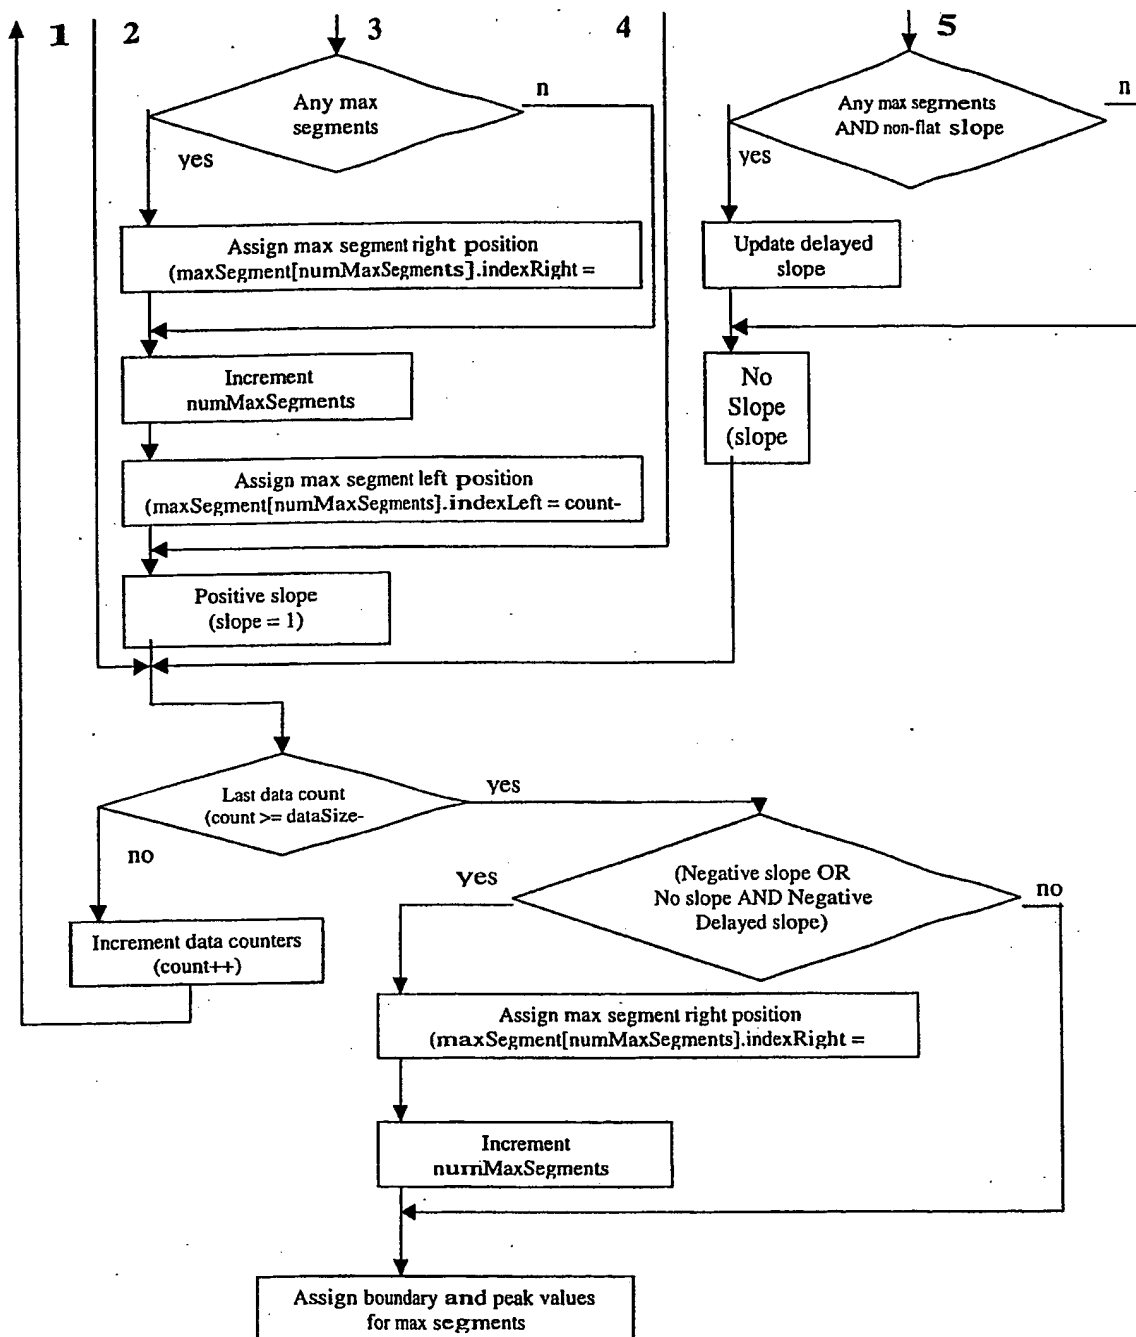 1
2
3
4
5
Any max
segments
n
yes
Any max segments
AND non-flat slope
n
yes
Assign max segment right position
(maxSegment[numMaxSegments].indexRight =
Update delayed
slope
Increment
numMaxSegments
No
Slope
(slope
Assign max segment left position
(maxSegment[numMaxSegments].indexLeft = count-
Positive slope
(slope = 1)
Last data count
(count >= dataSize-
yes
no
(Negative slope OR
No slope AND Negative
Delayed slope)
yes
no
Increment data counters
(count++)
Assign max segment right position
(maxSegment[numMaxSegments].indexRight =
Increment
numMaxSegments
Assign boundary and peak values
for max segments